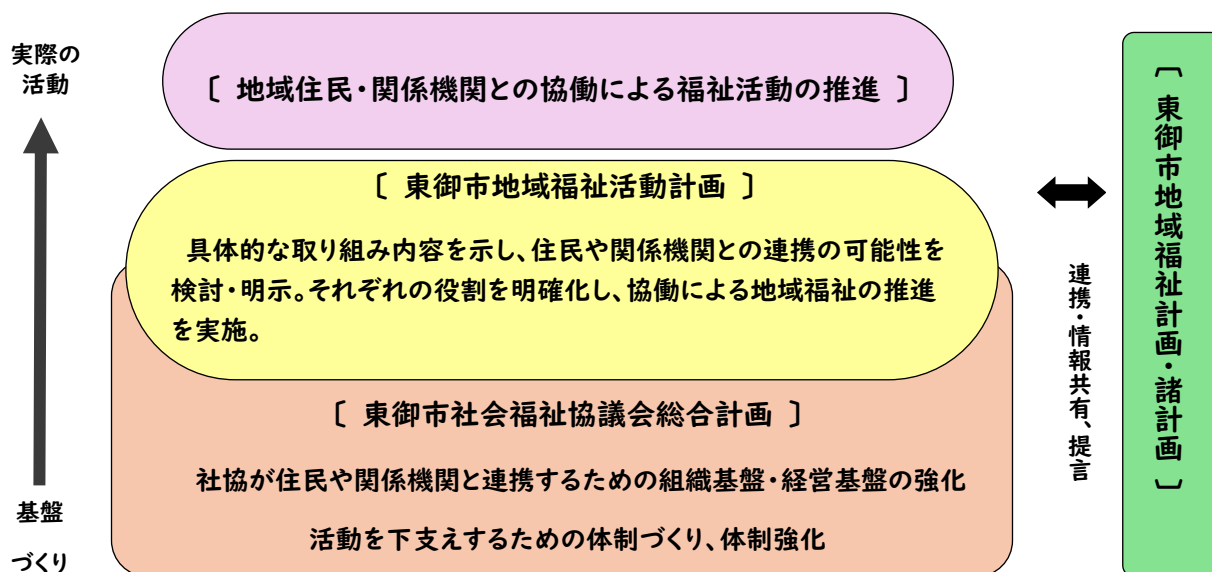 実際の
活動
〔 地域住民・関係機関との協働による福祉活動の推進 〕
〔 東御市地域福祉活動計画 〕
具体的な取り組み内容を示し、住民や関係機関との連携の可能性を
検討・明示。それぞれの役割を明確化し、協働による地域福祉の推進
を実施。
〔 東御市社会福祉協議会総合計画 〕
社協が住民や関係機関と連携するための組織基盤・経営基盤の強化
活動を下支えするための体制づくり、体制強化
基盤
づくり
連携・情報共有、提言
〔 東御市地域福祉計画・諸計画 〕